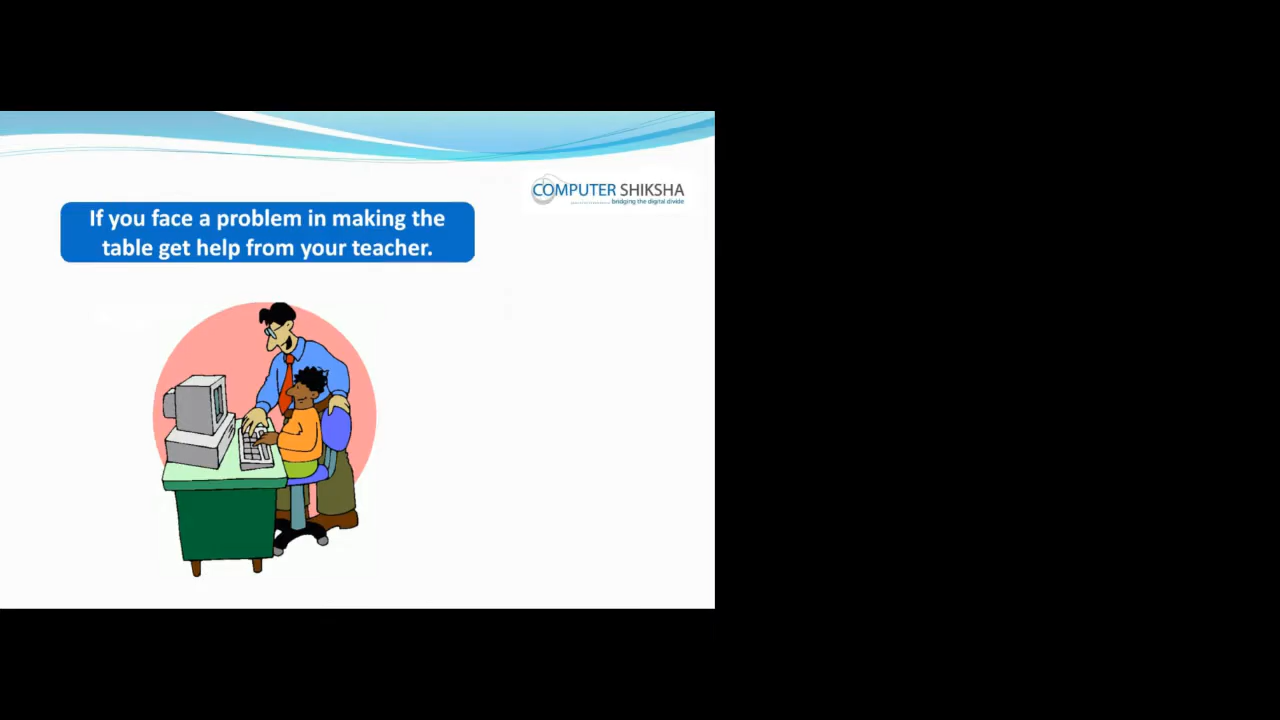 COMPUTER SHIKSHA
bridging the digital divide
If you face a problem in making the
table get help from your teacher.